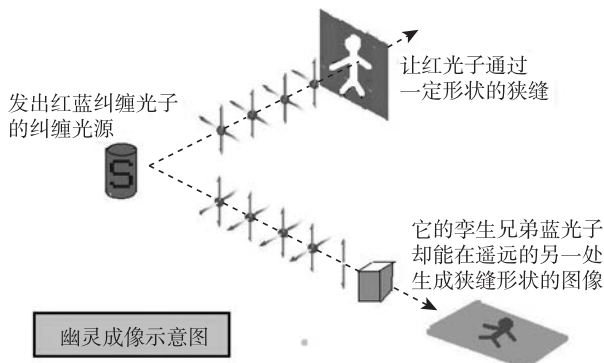 发出红蓝纠缠光子
的纠缠光源
S
让红光子通过
一定形状的狭缝
它的孪生兄弟蓝光子
却能在遥远的另一处
生成狭缝形状的图像
幽灵成像示意图